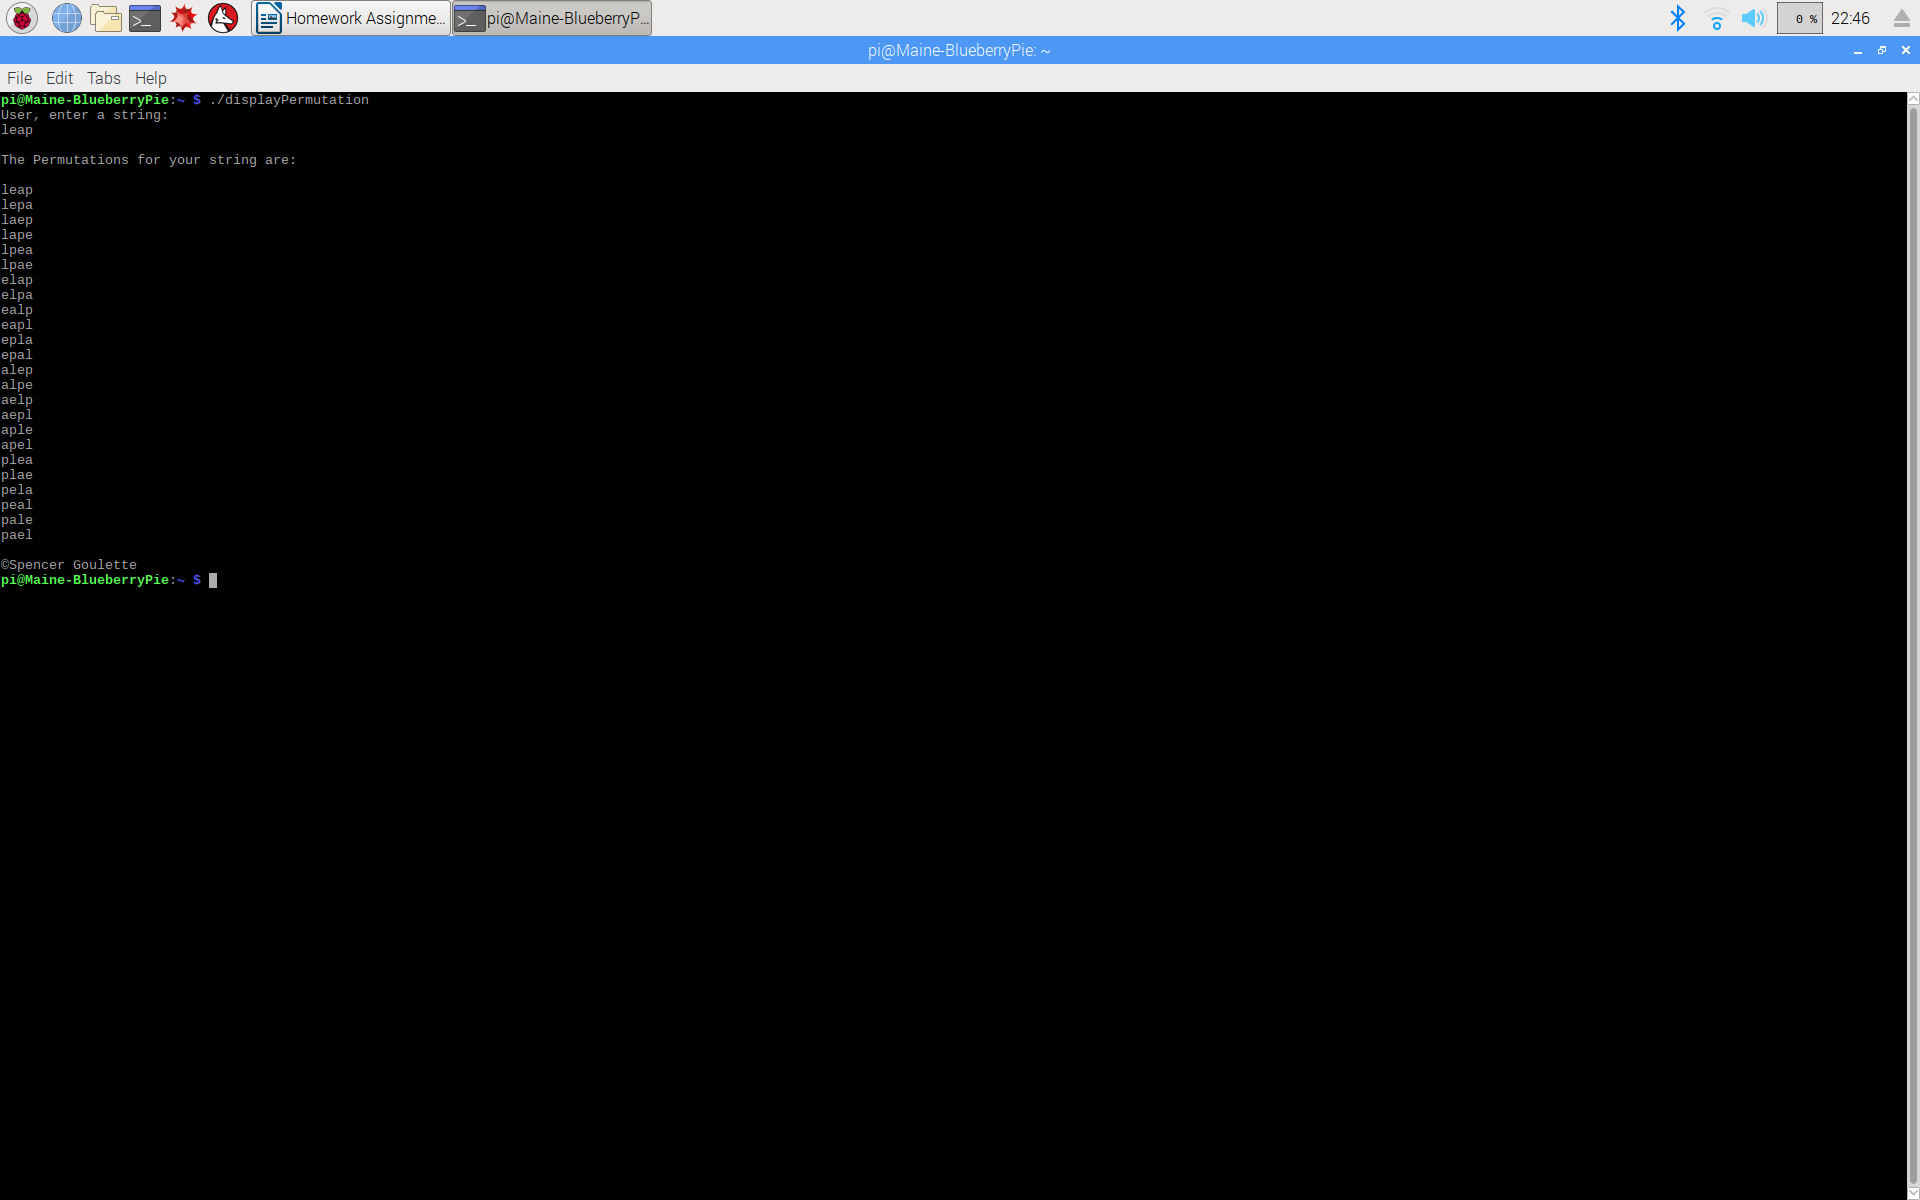 Homework Assignme...
pi@Maine-BlueberryP...
0 %
22:46
pi@Maine-BlueberryPie: ~
File Edit Tabs Help
pi@Maine-BlueberryPie:~ $ ./displayPermutation
User, enter a string:
leap
The Permutations for your string are:
leap
lepa
laep
lape
lpea
lpae
elap
elpa
ealp
eapl
epla
epal
alep
alpe
aelp
aepl
aple
apel
plea
plae
pela
peal
pale
pael
©Spencer Goulette
pi@Maine-BlueberryPie:~ $